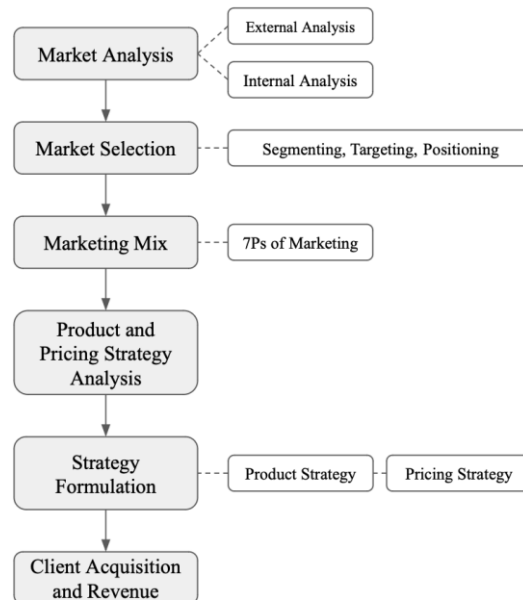 External Analysis
Market Analysis
Internal Analysis
Market Selection
Segmenting, Targeting, Positioning
Marketing Mix
7Ps of Marketing
Product and
Pricing Strategy
Analysis
Strategy
Formulation
Product Strategy
Pricing Strategy
Client Acquisition
and Revenue